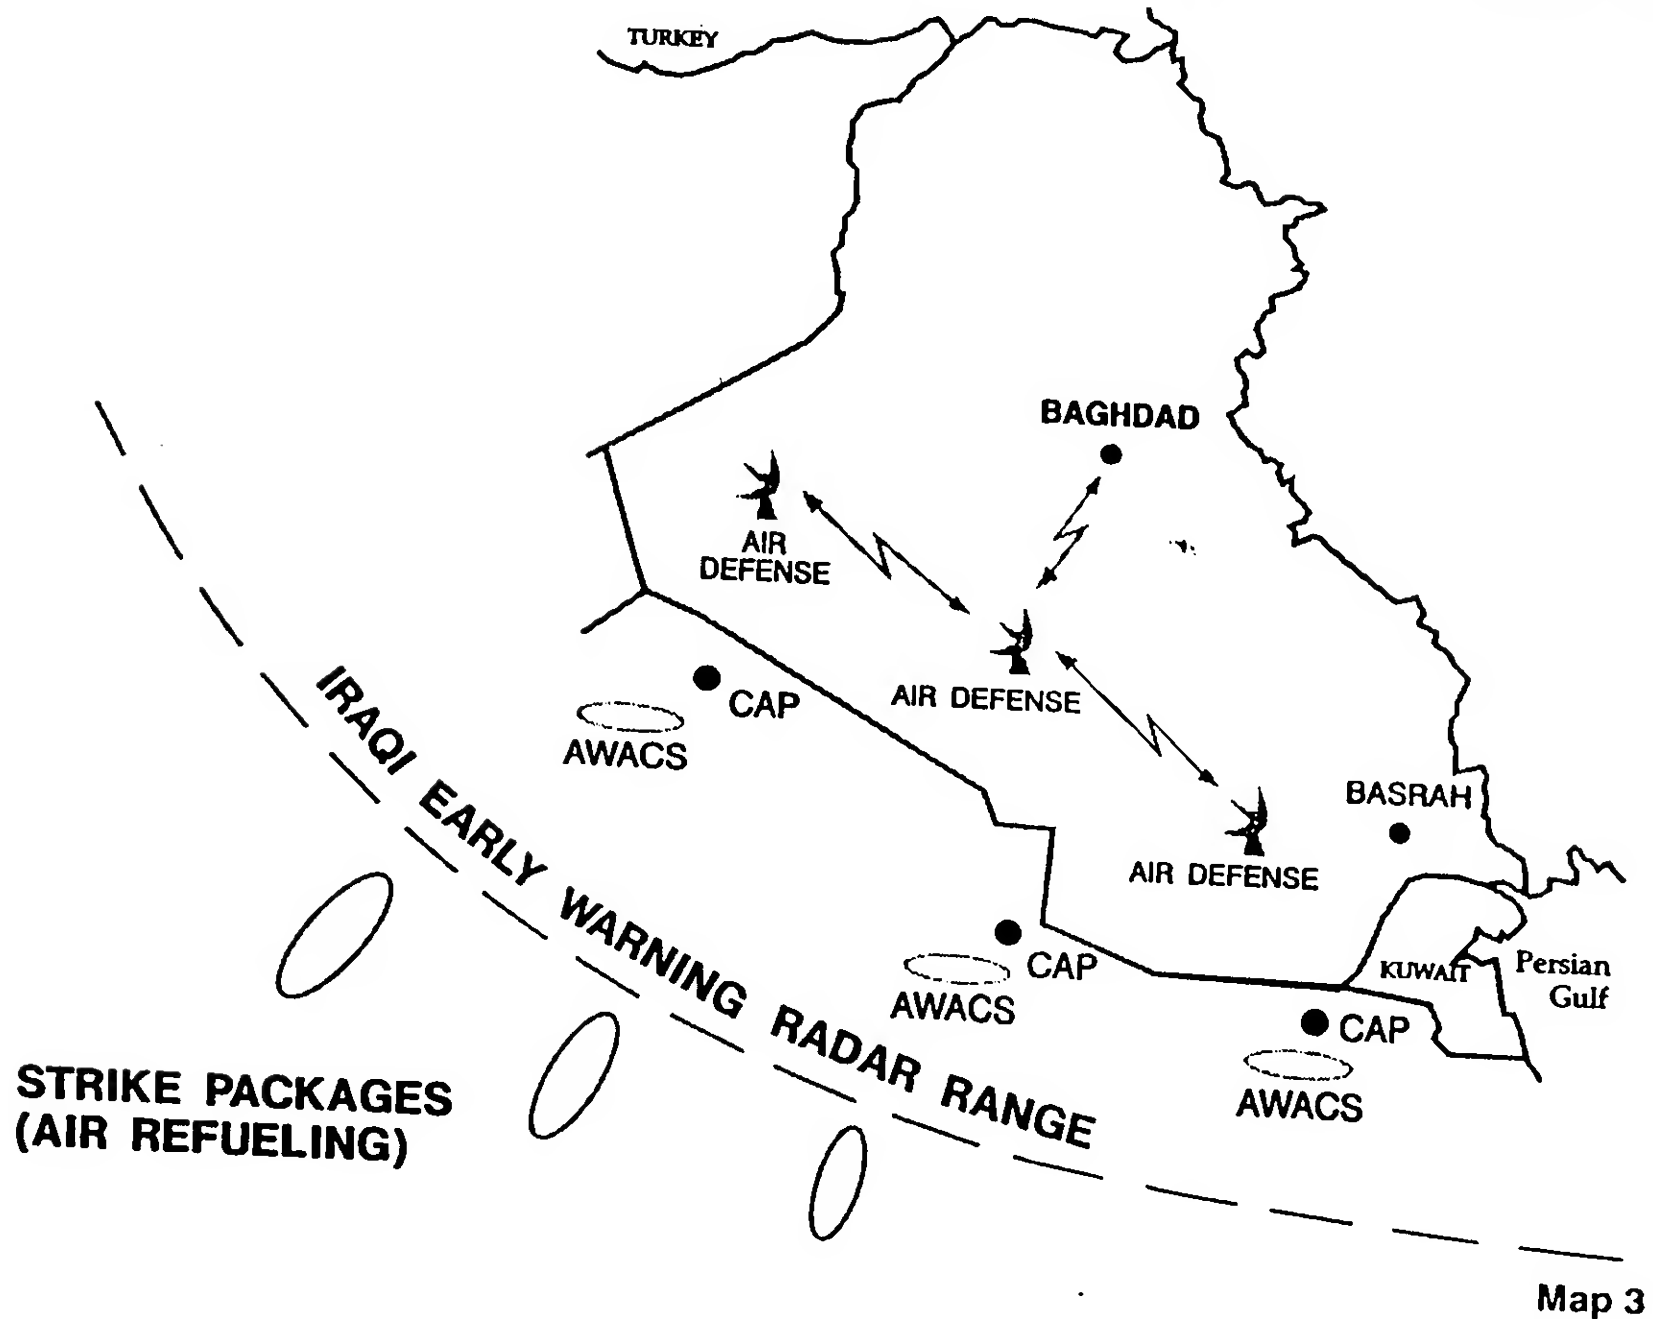 TURKEY
BAGHDAD
AIR
DEFENSE
AIR DEFENSE
CAP
AWACS
BASRAH
AIR DEFENSE
IRAQI EARLY WARNING RADAR RANGE
CAP
AWACS
KUWAIT
Persian
Gulf
CAP
AWACS
STRIKE PACKAGES
(AIR REFUELING)
Map 3